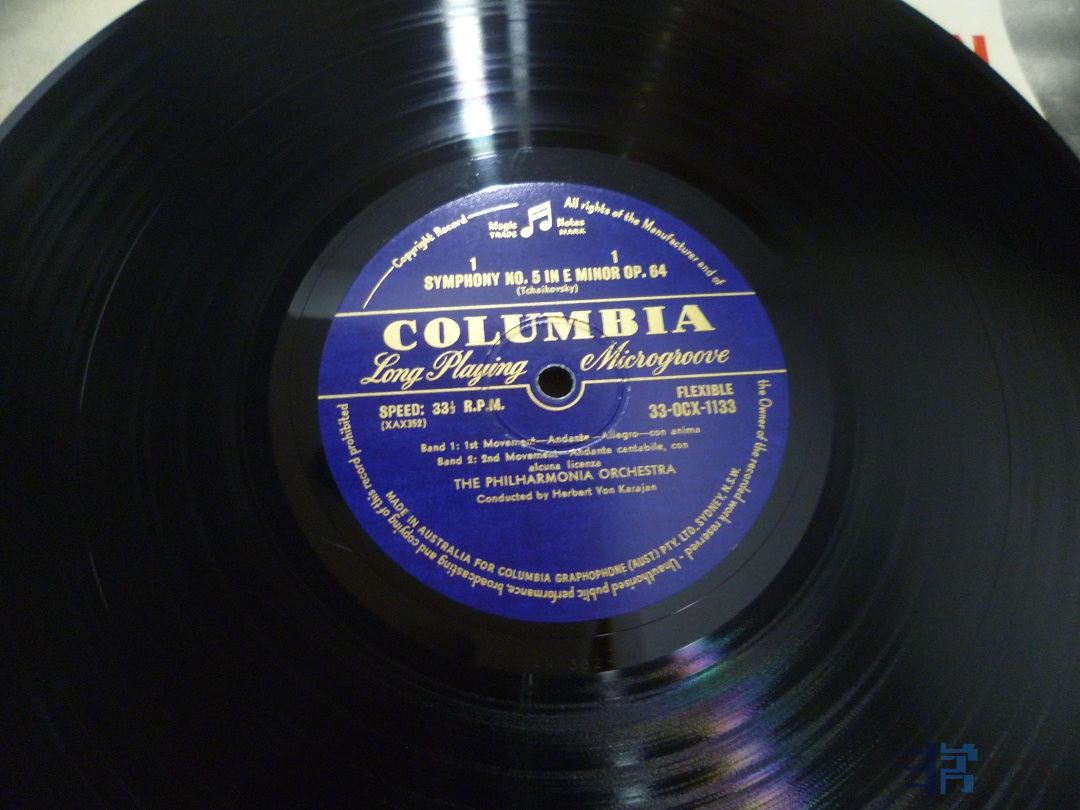 Copyright Record
Magic Notes
TRADE MARK
All rights of the Manufacturer and of
the Owner of the recorded work reserved - Unauthorised public performance, broadcasting and copying of this record prohibited
1 1
SYMPHONY NO. 5 IN E MINOR OP. 64
(Tchaikovsky)
COLUMBIA
Long Playing Microgroove
SPEED: 33⅓ R.P.M.
(XAX352)
FLEXIBLE
33-OCX-1133
Band 1: 1st Movement—Andante—Allegro—con anima
Band 2: 2nd Movement—Andante cantabile, con
alcuna licenza
THE PHILHARMONIA ORCHESTRA
Conducted by Herbert Von Karajan
MADE IN AUSTRALIA FOR COLUMBIA GRAPHOPHONE (AUST) PTY. LTD., SYDNEY, N.S.W.